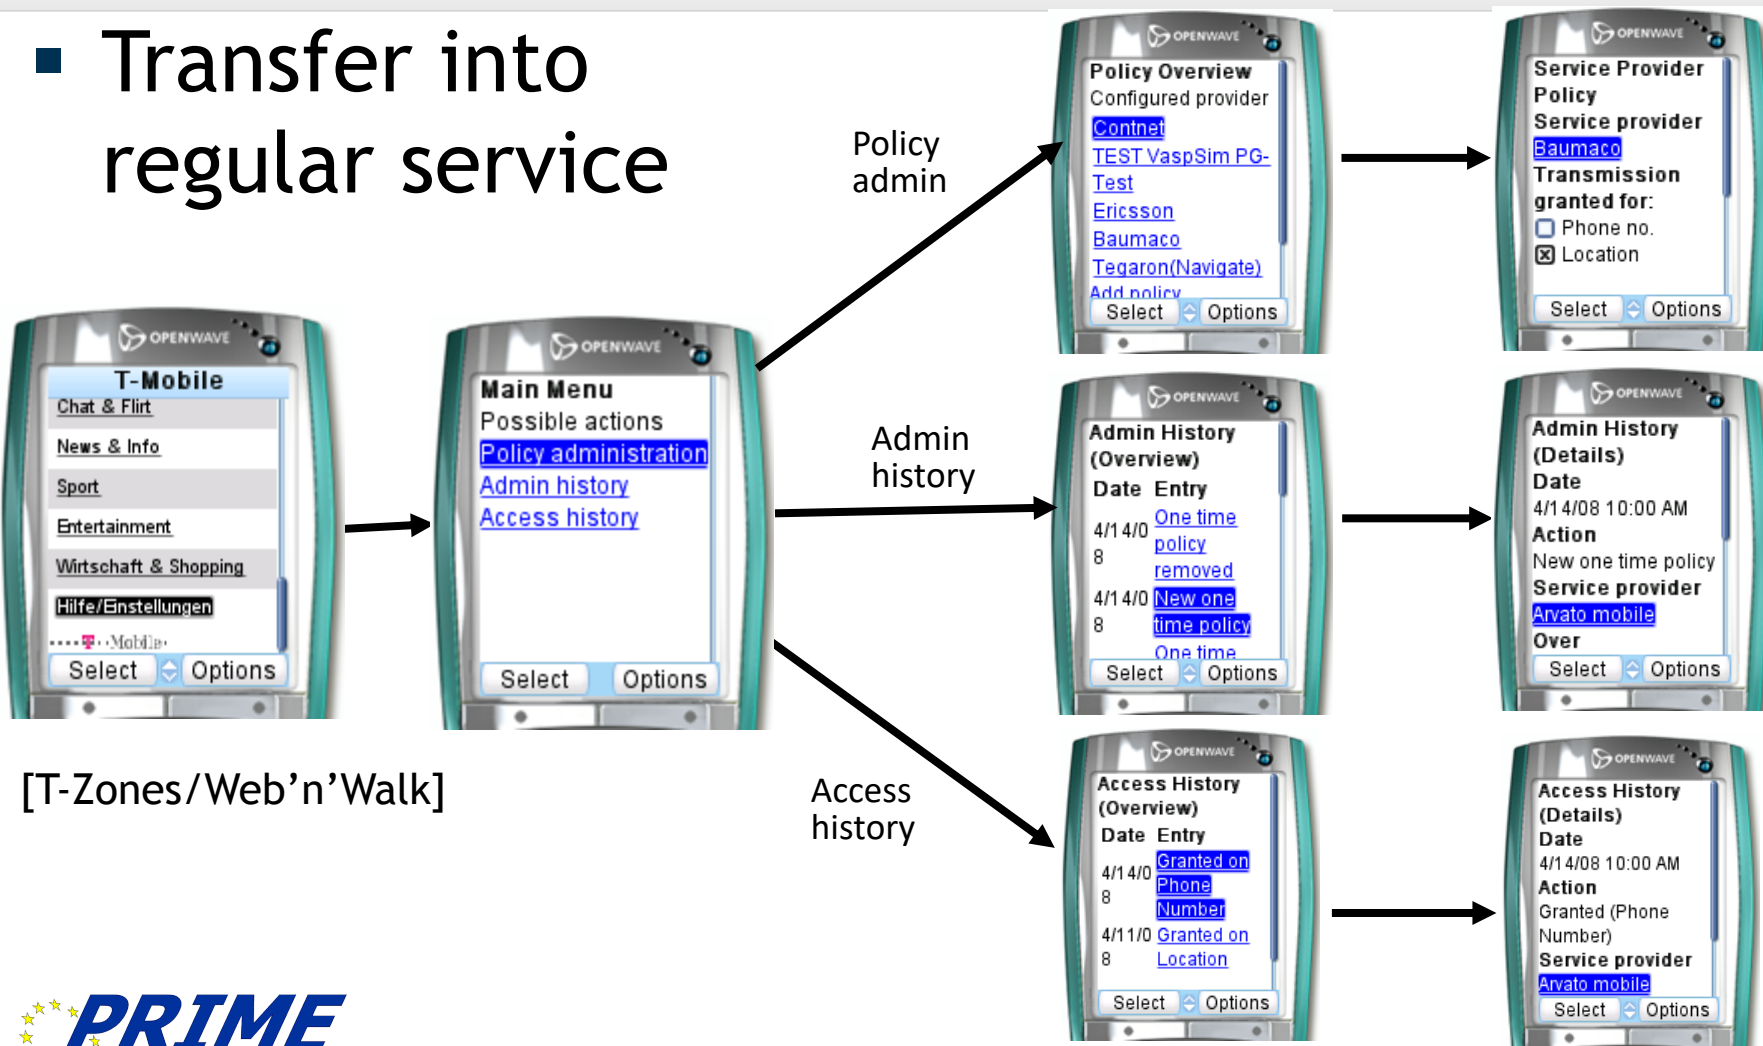 Transfer into
regular service
OPENWAVE
T-Mobile
Chat & Flirt
News & Info
Sport
Entertainment
Wirtschaft & Shopping
Hilfe/Einstellungen
T Mobile
Select Options
[T-Zones/Web’n’Walk]
OPENWAVE
Main Menu
Possible actions
Policy administration
Admin history
Access history
Select Options
Policy
admin
OPENWAVE
Policy Overview
Configured provider
Contnet
TEST VaspSim PG-
Test
Ericsson
Baumaco
Tegaron(Navigate)
Add policy
Select Options
OPENWAVE
Service Provider
Policy
Service provider
Baumaco
Transmission
granted for:
Phone no.
Location
Select Options
Admin
history
OPENWAVE
Admin History
(Overview)
Date Entry
4/14/0
8
One time
policy
removed
4/14/0
8
New one
time policy
One time
Select Options
OPENWAVE
Admin History
(Details)
Date
4/14/08 10:00 AM
Action
New one time policy
Service provider
Arvato mobile
Over
Select Options
Access
history
OPENWAVE
Access History
(Overview)
Date Entry
4/14/0
8
Granted on
Phone
Number
4/11/0
8
Granted on
Location
Select Options
OPENWAVE
Access History
(Details)
Date
4/14/08 10:00 AM
Action
Granted (Phone
Number)
Service provider
Arvato mobile
Select Options
PRIME